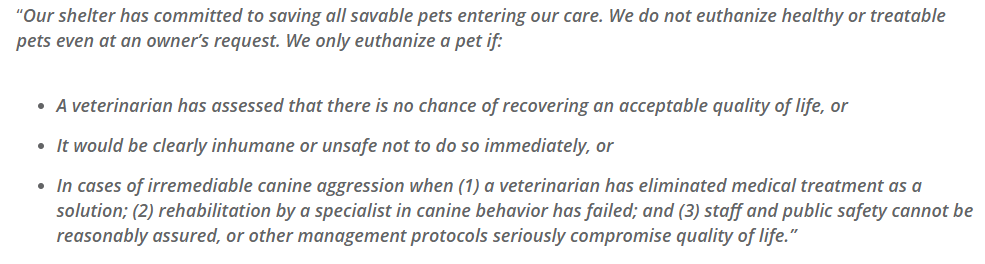 “Our shelter has committed to saving all savable pets entering our care. We do not euthanize healthy or treatable
pets even at an owner’s request. We only euthanize a pet if:
• A veterinarian has assessed that there is no chance of recovering an acceptable quality of life, or
• It would be clearly inhumane or unsafe not to do so immediately, or
• In cases of irremediable canine aggression when (1) a veterinarian has eliminated medical treatment as a
solution; (2) rehabilitation by a specialist in canine behavior has failed; and (3) staff and public safety cannot be
reasonably assured, or other management protocols seriously compromise quality of life.”